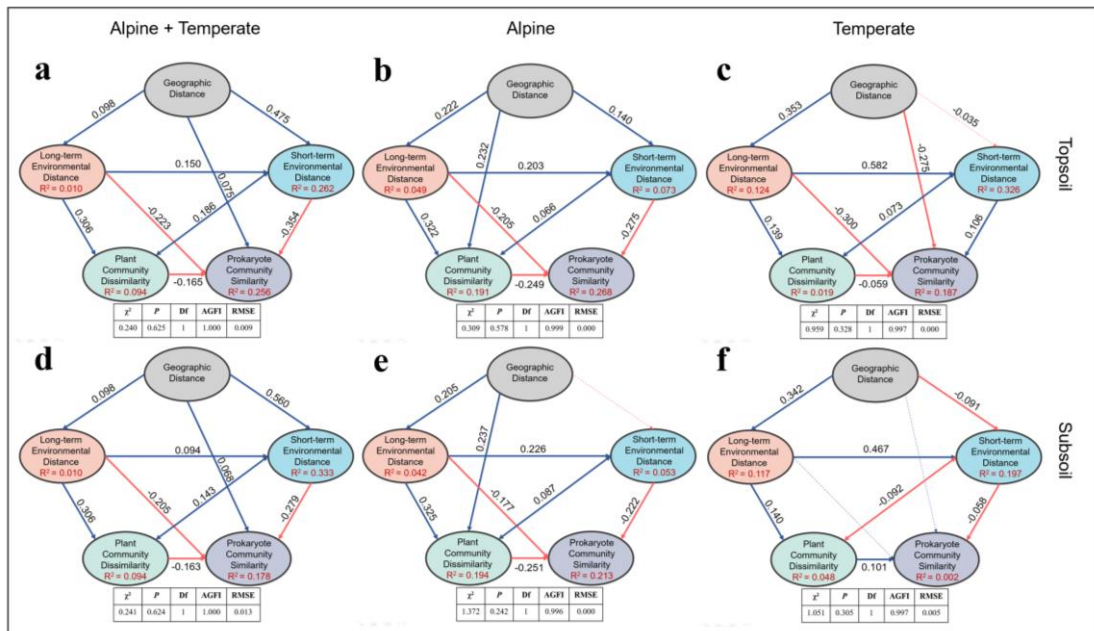 Alpine + Temperate
Alpine
Temperate
a
Geographic
Distance
0.098
0.475
Long-term
Environmental
Distance
R² = 0.010
0.150
Short-term
Environmental
Distance
R² = 0.262
0.075
0.186
-0.223
-0.354
0.306
Plant
Community
Dissimilarity
R² = 0.094
-0.165
Prokaryote
Community
Similarity
R² = 0.256
χ² P Df AGFI RMSE
0.240 0.625 1 1.000 0.009
b
Geographic
Distance
0.222
0.140
0.232
Long-term
Environmental
Distance
R² = 0.049
0.203
Short-term
Environmental
Distance
R² = 0.073
0.066
-0.205
-0.275
0.322
Plant
Community
Dissimilarity
R² = 0.191
-0.249
Prokaryote
Community
Similarity
R² = 0.268
χ² P Df AGFI RMSE
0.309 0.578 1 0.999 0.000
c
Geographic
Distance
0.353
-0.035
-0.275
Long-term
Environmental
Distance
R² = 0.124
0.582
Short-term
Environmental
Distance
R² = 0.326
0.073
-0.300
0.106
0.139
Plant
Community
Dissimilarity
R² = 0.019
-0.059
Prokaryote
Community
Similarity
R² = 0.187
χ² P Df AGFI RMSE
0.959 0.328 1 0.997 0.000
Topsoil
d
Geographic
Distance
0.098
0.560
Long-term
Environmental
Distance
R² = 0.010
0.094
Short-term
Environmental
Distance
R² = 0.333
0.068
0.143
-0.205
-0.279
0.306
Plant
Community
Dissimilarity
R² = 0.094
-0.163
Prokaryote
Community
Similarity
R² = 0.178
χ² P Df AGFI RMSE
0.241 0.624 1 1.000 0.013
e
Geographic
Distance
0.205
0.237
Long-term
Environmental
Distance
R² = 0.042
0.226
Short-term
Environmental
Distance
R² = 0.053
0.087
-0.177
-0.222
0.325
Plant
Community
Dissimilarity
R² = 0.194
-0.251
Prokaryote
Community
Similarity
R² = 0.213
χ² P Df AGFI RMSE
1.372 0.242 1 0.996 0.000
f
Geographic
Distance
0.342
-0.091
Long-term
Environmental
Distance
R² = 0.117
0.467
Short-term
Environmental
Distance
R² = 0.197
-0.092
-0.058
0.140
Plant
Community
Dissimilarity
R² = 0.048
0.101
Prokaryote
Community
Similarity
R² = 0.002
χ² P Df AGFI RMSE
1.051 0.305 1 0.997 0.005
Subsoil